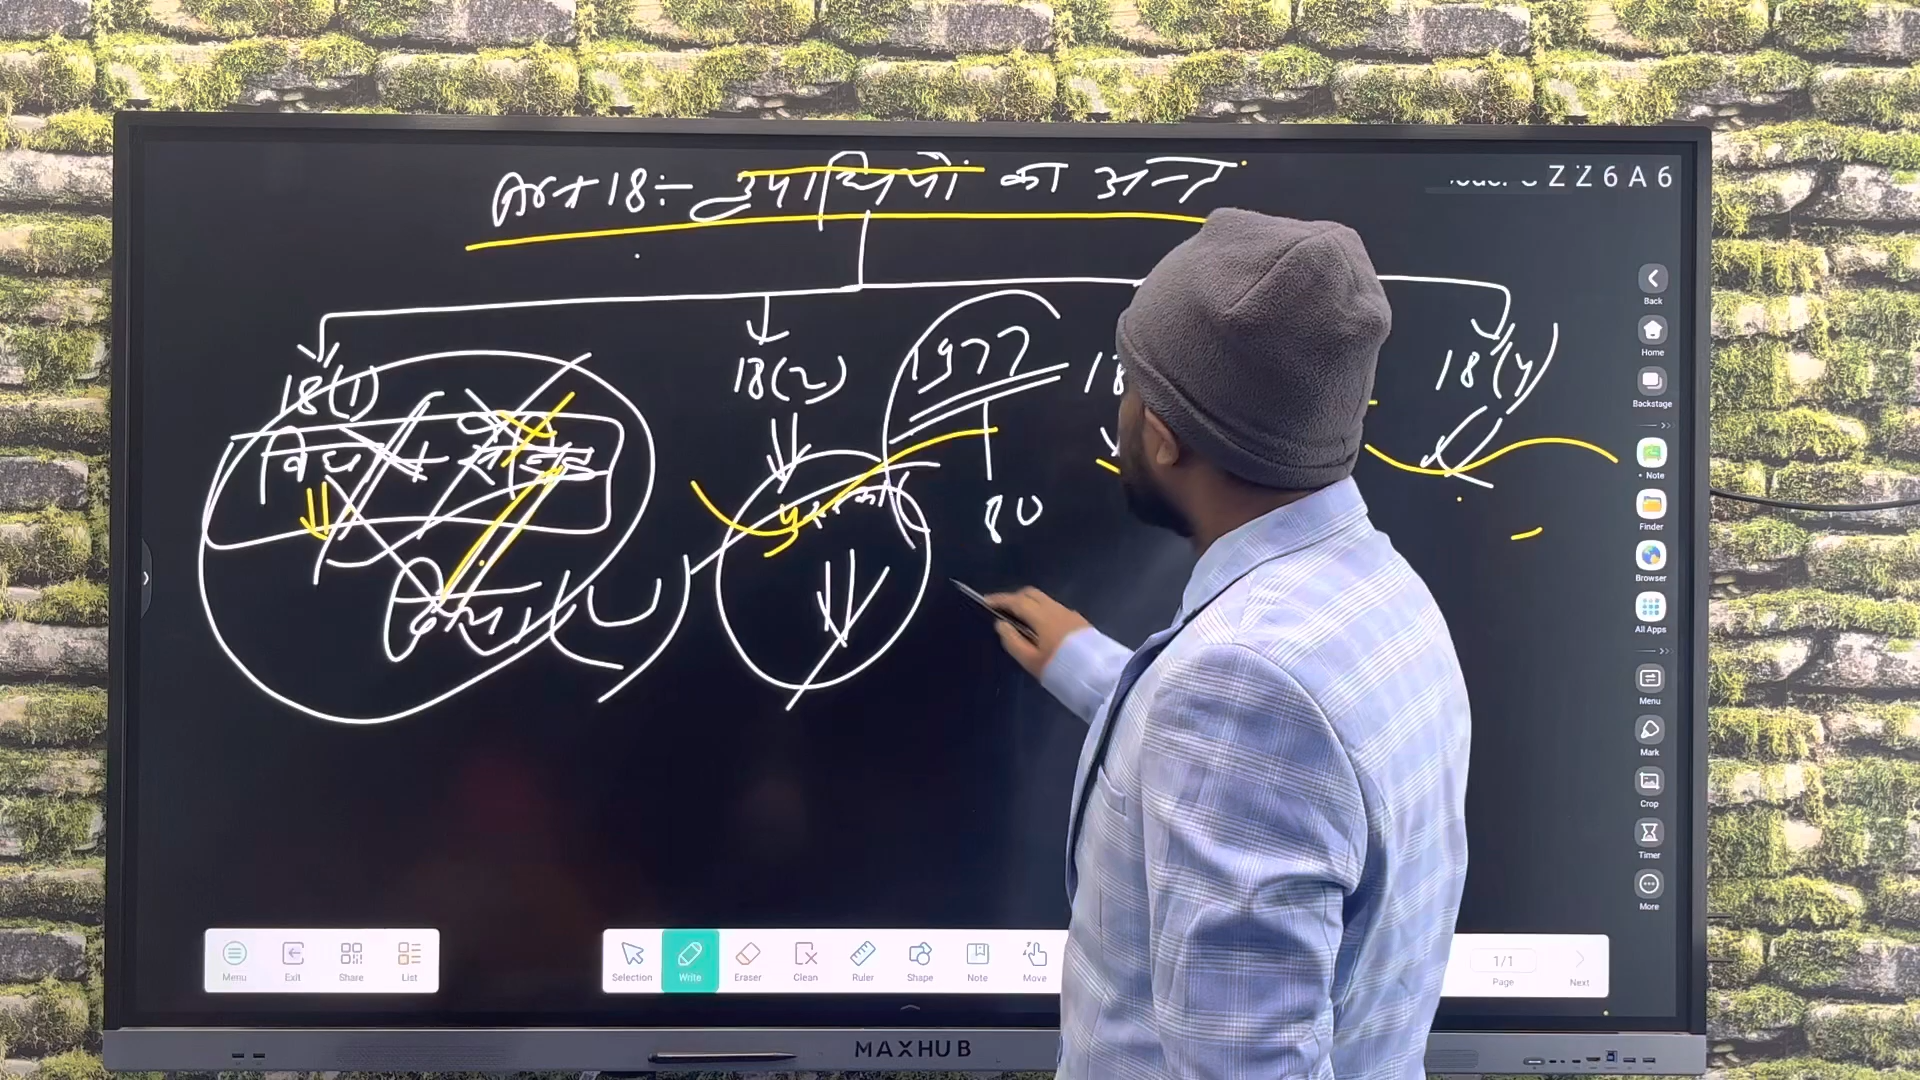 Art 18:- उपाधियों का अन्त
ZZ6A6
18(1)
18(2)
1977
18
18(4)
80
Back
Home
Backstage
Note
Finder
Browser
All Apps
Menu
Mark
Crop
Timer
More
Menu
Exit
Share
List
Selection
Write
Eraser
Clean
Ruler
Shape
Note
Move
1/1
Page
Next
MAXHUB